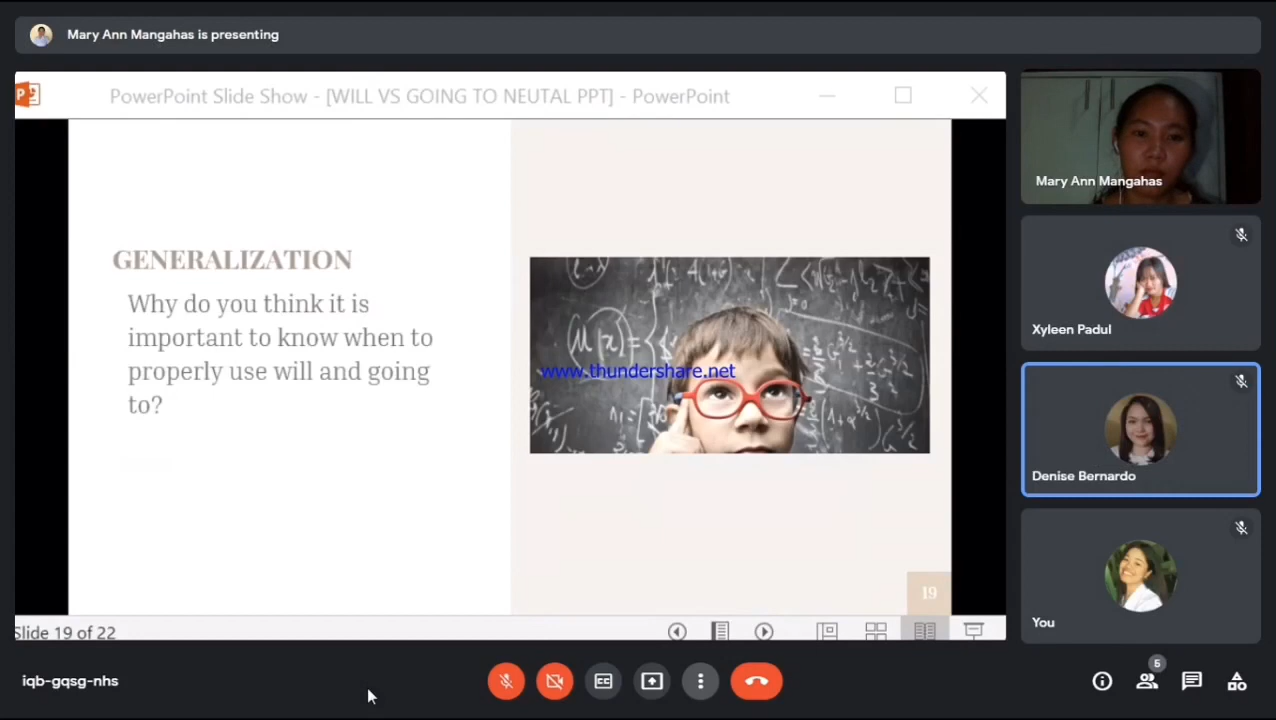 Mary Ann Mangahas is presenting
PowerPoint Slide Show - [WILL VS GOING TO NEUTAL PPT] - PowerPoint
GENERALIZATION
Why do you think it is
important to know when to
properly use will and going
to?
www.thundershare.net
19
Slide 19 of 22
Mary Ann Mangahas
Xyleen Padul
Denise Bernardo
You
iqb-gqsg-nhs
CC
5